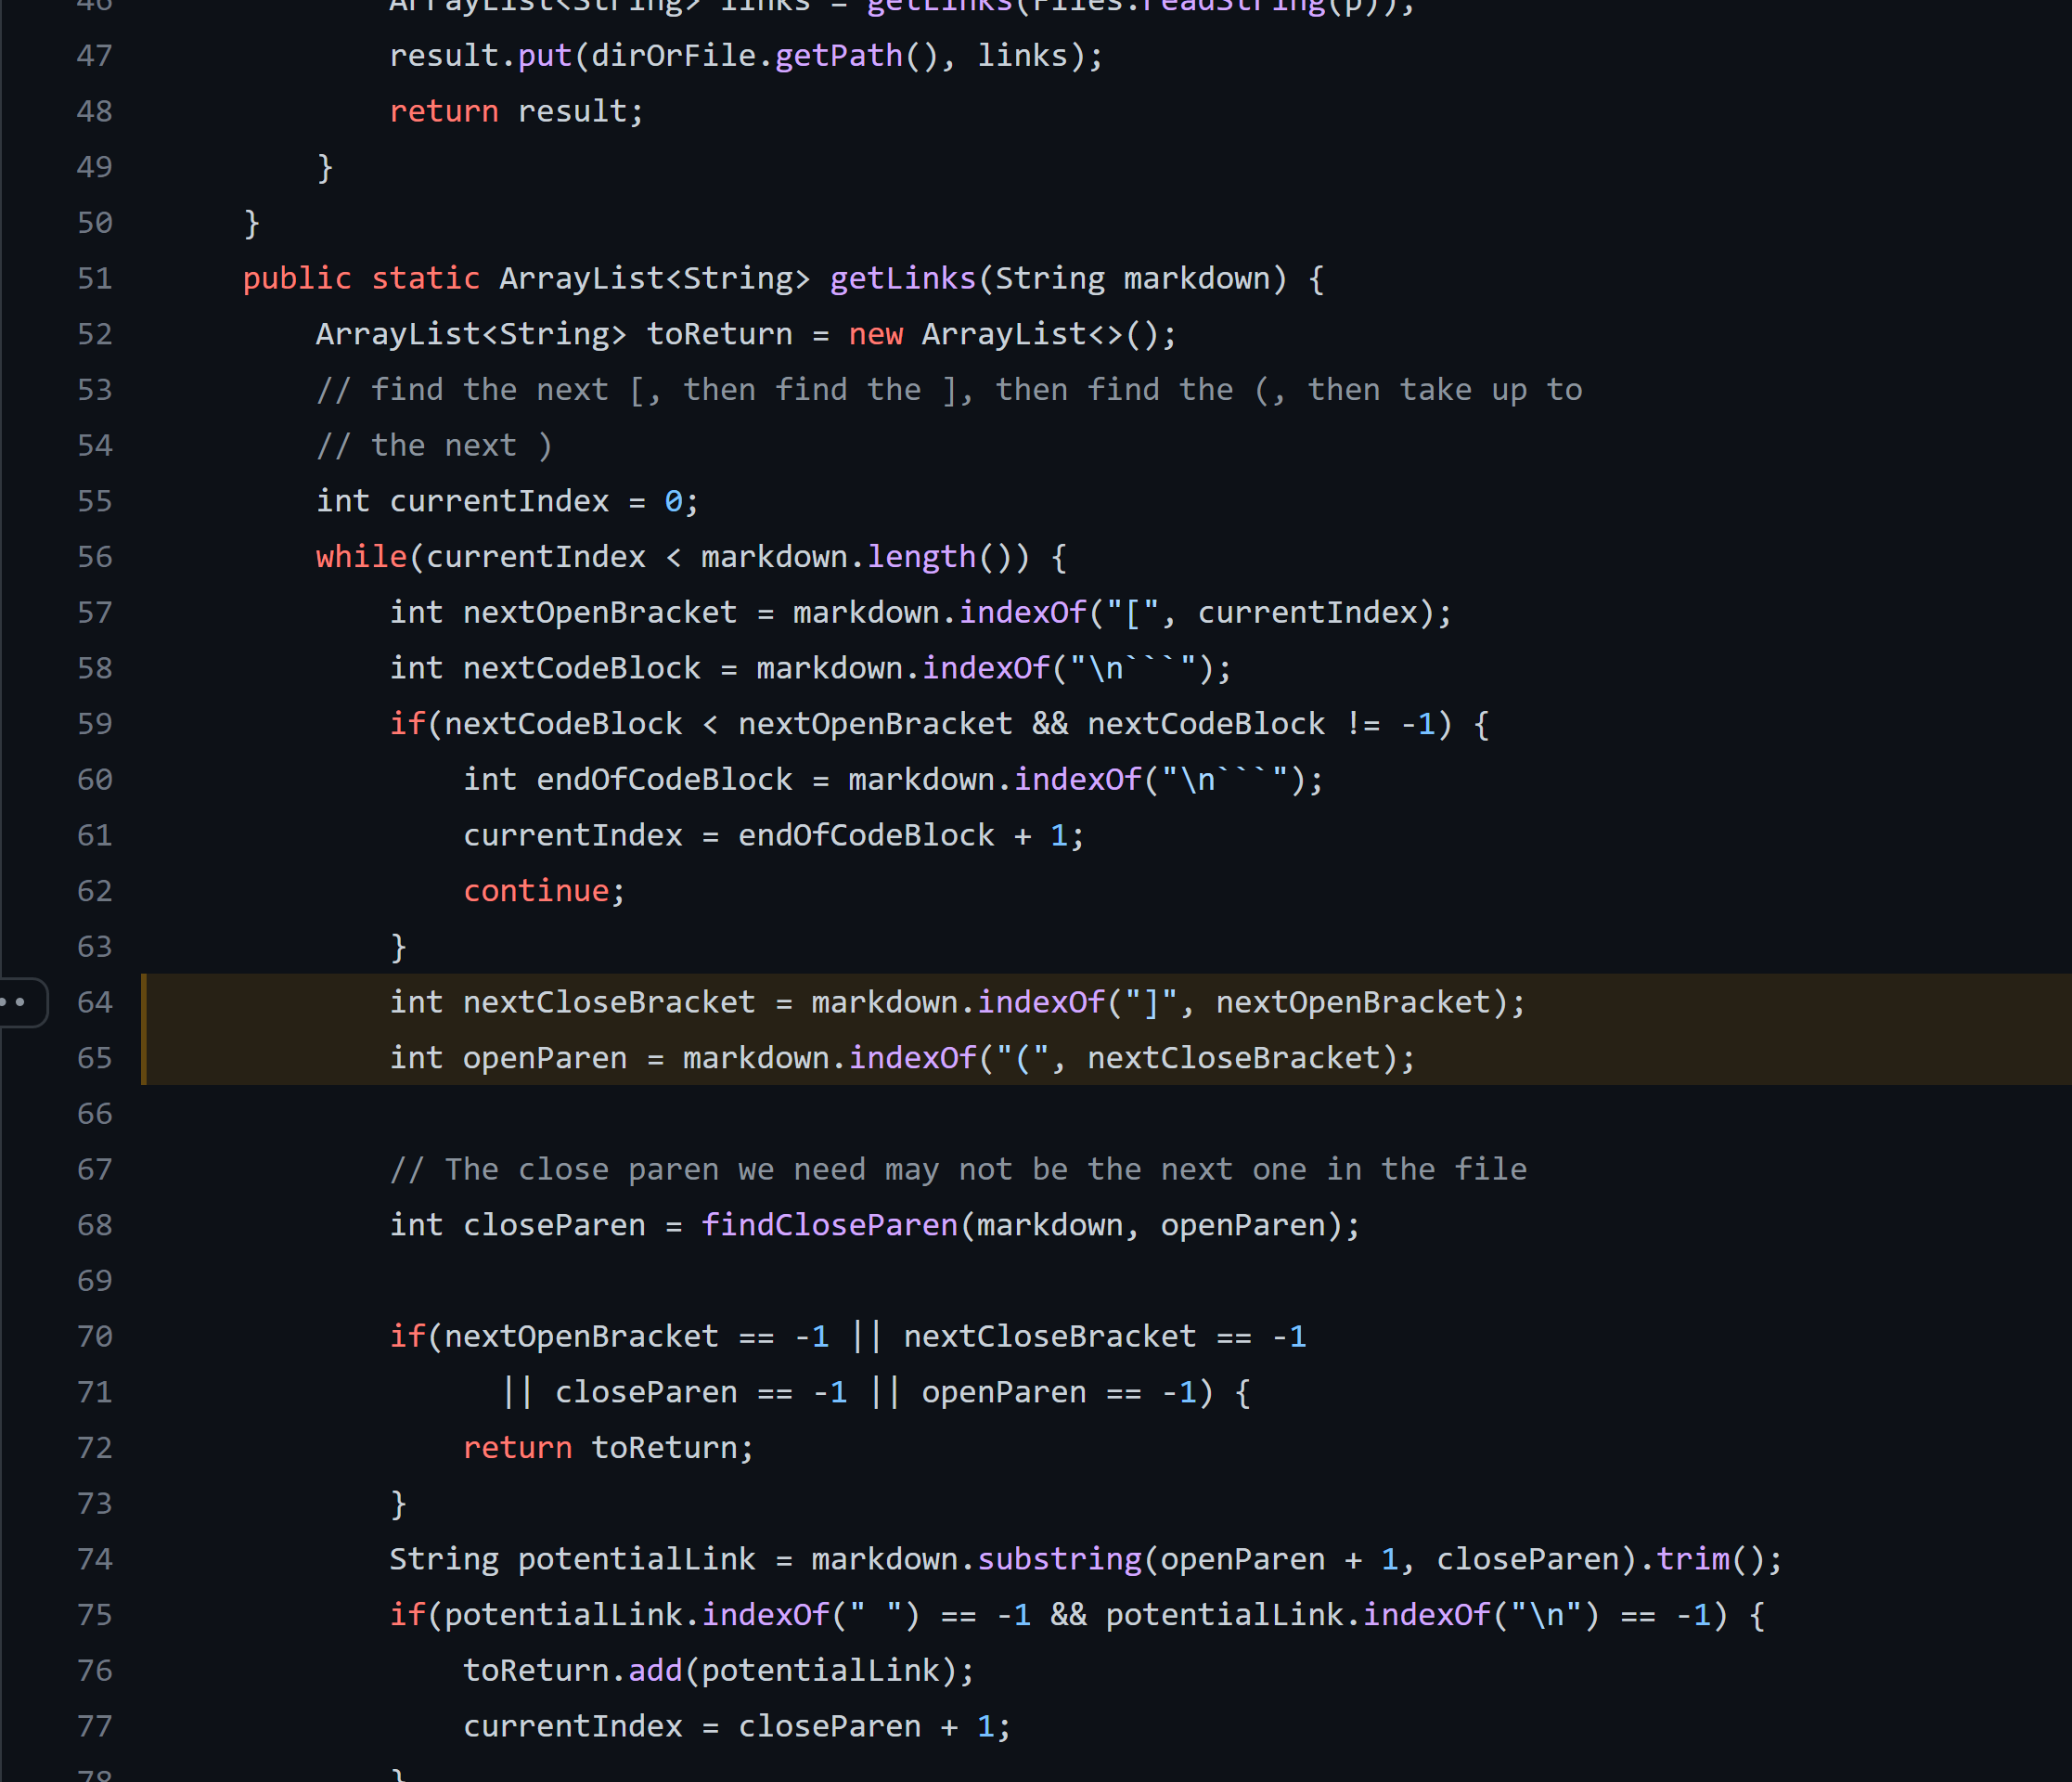 46 ArrayList<String> links = getLinks(Files.readString(p));
47 result.put(dirOrFile.getPath(), links);
48 return result;
49 }
50 }
51 public static ArrayList<String> getLinks(String markdown) {
52 ArrayList<String> toReturn = new ArrayList<>();
53 // find the next [, then find the ], then find the (, then take up to
54 // the next )
55 int currentIndex = 0;
56 while(currentIndex < markdown.length()) {
57 int nextOpenBracket = markdown.indexOf("[", currentIndex);
58 int nextCodeBlock = markdown.indexOf("\n```");
59 if(nextCodeBlock < nextOpenBracket && nextCodeBlock != -1) {
60 int endOfCodeBlock = markdown.indexOf("\n```");
61 currentIndex = endOfCodeBlock + 1;
62 continue;
63 }
64 int nextCloseBracket = markdown.indexOf("]", nextOpenBracket);
65 int openParen = markdown.indexOf("(", nextCloseBracket);
66
67 // The close paren we need may not be the next one in the file
68 int closeParen = findCloseParen(markdown, openParen);
69
70 if(nextOpenBracket == -1 || nextCloseBracket == -1
71 || closeParen == -1 || openParen == -1) {
72 return toReturn;
73 }
74 String potentialLink = markdown.substring(openParen + 1, closeParen).trim();
75 if(potentialLink.indexOf(" ") == -1 && potentialLink.indexOf("\n") == -1) {
76 toReturn.add(potentialLink);
77 currentIndex = closeParen + 1;
78 }